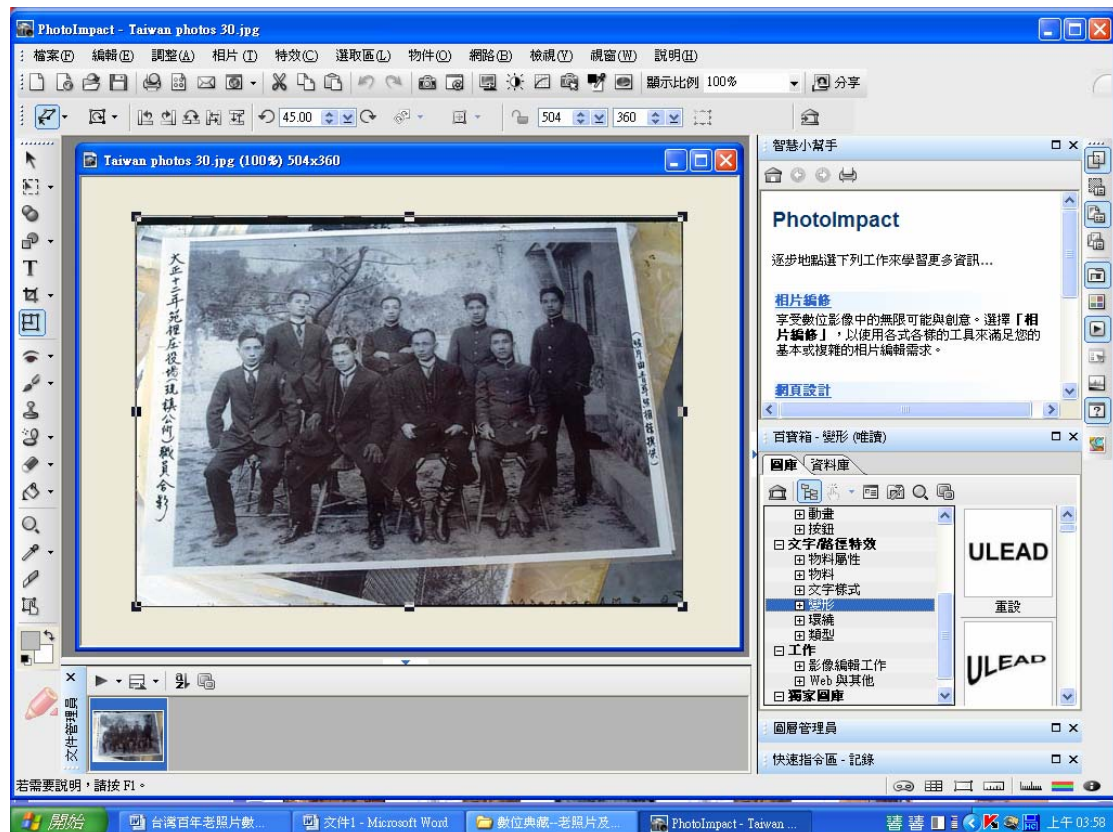 PhotoImpact - Taiwan photos 30.jpg
檔案(F) 編輯(E) 調整(A) 相片(T) 特效(C) 選取區(L) 物件(O) 網路(B) 檢視(V) 視窗(W) 說明(H)
顯示比例 100% 分享
45.00 504 360
Taiwan photos 30.jpg (100%) 504x360
大正十二年苑裡庄役場(現鎮公所)職員合影
智慧小幫手
PhotoImpact
逐步地點選下列工作來學習更多資訊...
相片編修
享受數位影像中的無限可能與創意。選擇「相
片編修」,以使用各式各樣的工具來滿足您的
基本或複雜的相片編輯需求。
網頁設計
百寶箱 - 變形 (唯讀)
圖庫 資料庫
動畫
按鈕
文字/路徑特效
物料屬性
物料
文字樣式
變形
環繞
類型
工作
影像編輯工作
Web 與其他
獨家圖庫
ULEAD
重設
ULEAD
圖層管理員
快速指令區 - 記錄
文件管理員
若需要說明,請按 F1。
開始 台灣百年老照片數... 文件1 - Microsoft Word 數位典藏--老照片及... PhotoImpact - Taiwan ... 上午 03:58